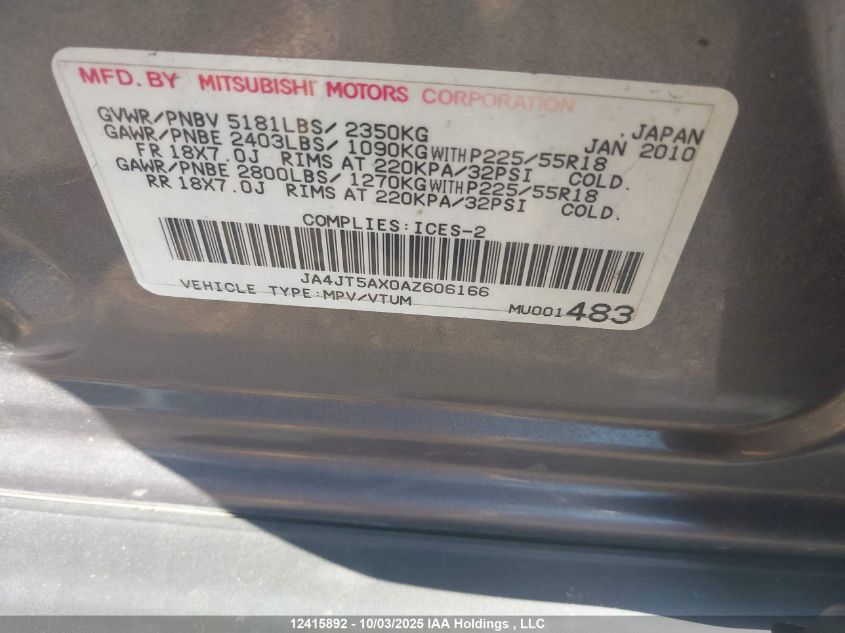 MFD. BY MITSUBISHI MOTORS CORPORATION
GVWR/PNBV 5181LBS/ 2350KG , JAPAN
GAWR/PNBE 2403LBS/ 1090KG WITH P225/55R18 JAN 2010
FR 18X7.0J RIMS AT 220KPA/32PSI COLD.
GAWR/PNBE 2800LBS/ 1270KG WITH P225/55R18
RR 18X7.0J RIMS AT 220KPA/32PSI COLD.
COMPLIES:ICES-2
JA4JT5AX0AZ606166
VEHICLE TYPE:MPV/VTUM MU001483
12415892 - 10/03/2025 IAA Holdings , LLC